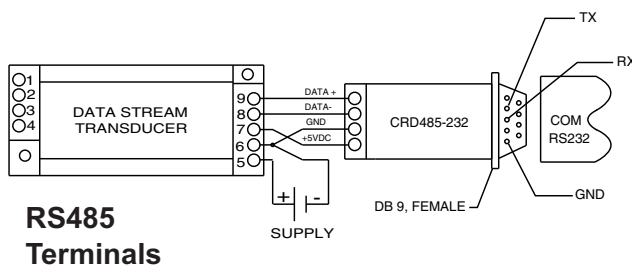 TX
RX
1
2
3
4
DATA STREAM
TRANSDUCER
9
8
7
6
5
DATA +
DATA-
GND
+5VDC
CRD485-232
COM
RS232
+ -
SUPPLY
DB 9, FEMALE
GND
RS485
Terminals